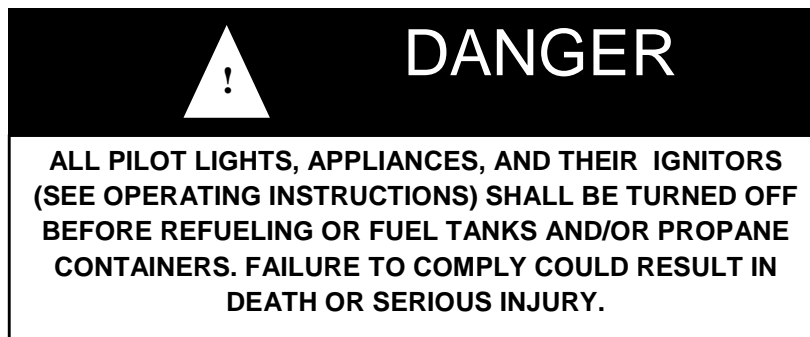 !
DANGER
ALL PILOT LIGHTS, APPLIANCES, AND THEIR IGNITORS
(SEE OPERATING INSTRUCTIONS) SHALL BE TURNED OFF
BEFORE REFUELING OR FUEL TANKS AND/OR PROPANE
CONTAINERS. FAILURE TO COMPLY COULD RESULT IN
DEATH OR SERIOUS INJURY.